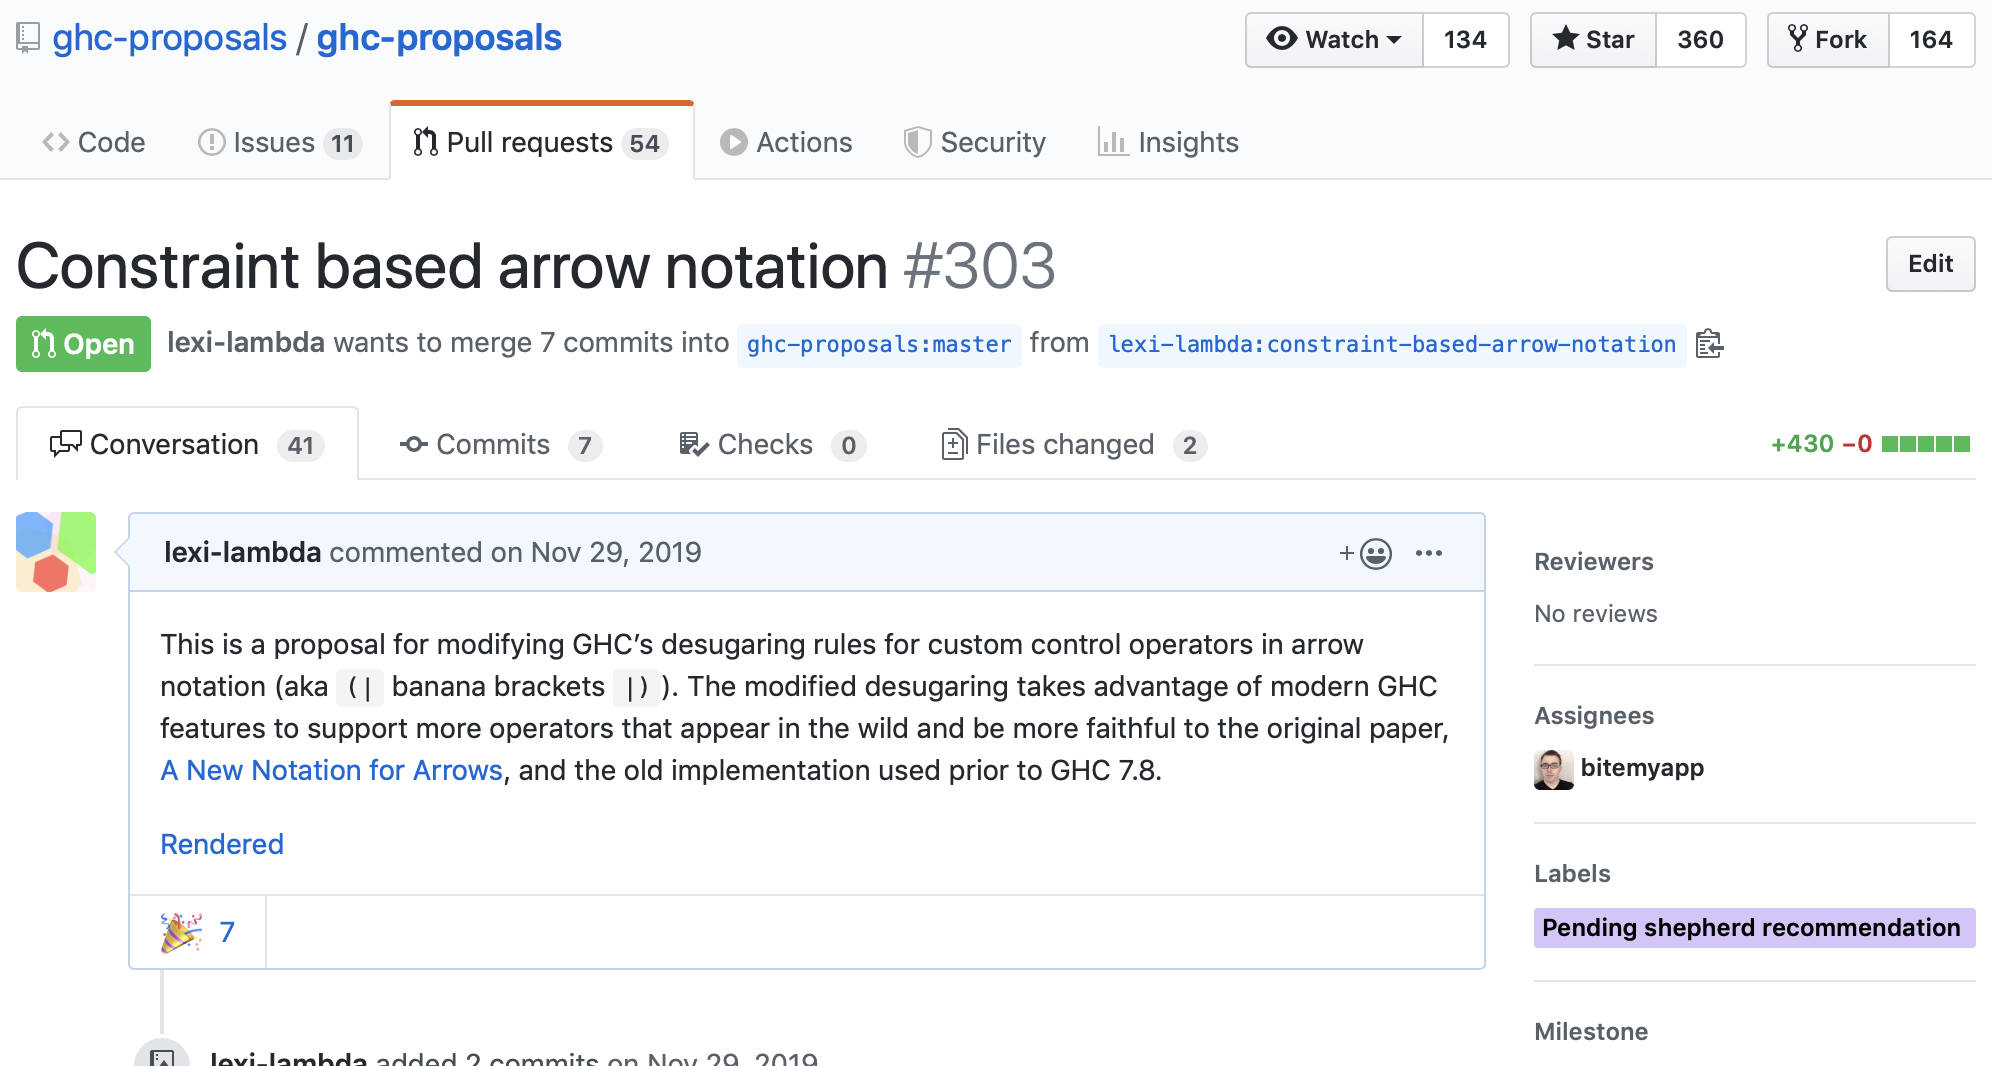 ghc-proposals / ghc-proposals
Watch 134 Star 360 Fork 164
Code Issues 11 Pull requests 54 Actions Security Insights
Constraint based arrow notation #303
Edit
Open lexi-lambda wants to merge 7 commits into ghc-proposals:master from lexi-lambda:constraint-based-arrow-notation
Conversation 41 Commits 7 Checks 0 Files changed 2 +430 −0
lexi-lambda commented on Nov 29, 2019
This is a proposal for modifying GHC’s desugaring rules for custom control operators in arrow
notation (aka (| banana brackets |) ). The modified desugaring takes advantage of modern GHC
features to support more operators that appear in the wild and be more faithful to the original paper,
A New Notation for Arrows, and the old implementation used prior to GHC 7.8.
Rendered
7
lexi-lambda added 2 commits on Nov 29, 2019
Reviewers
No reviews
Assignees
bitemyapp
Labels
Pending shepherd recommendation
Milestone